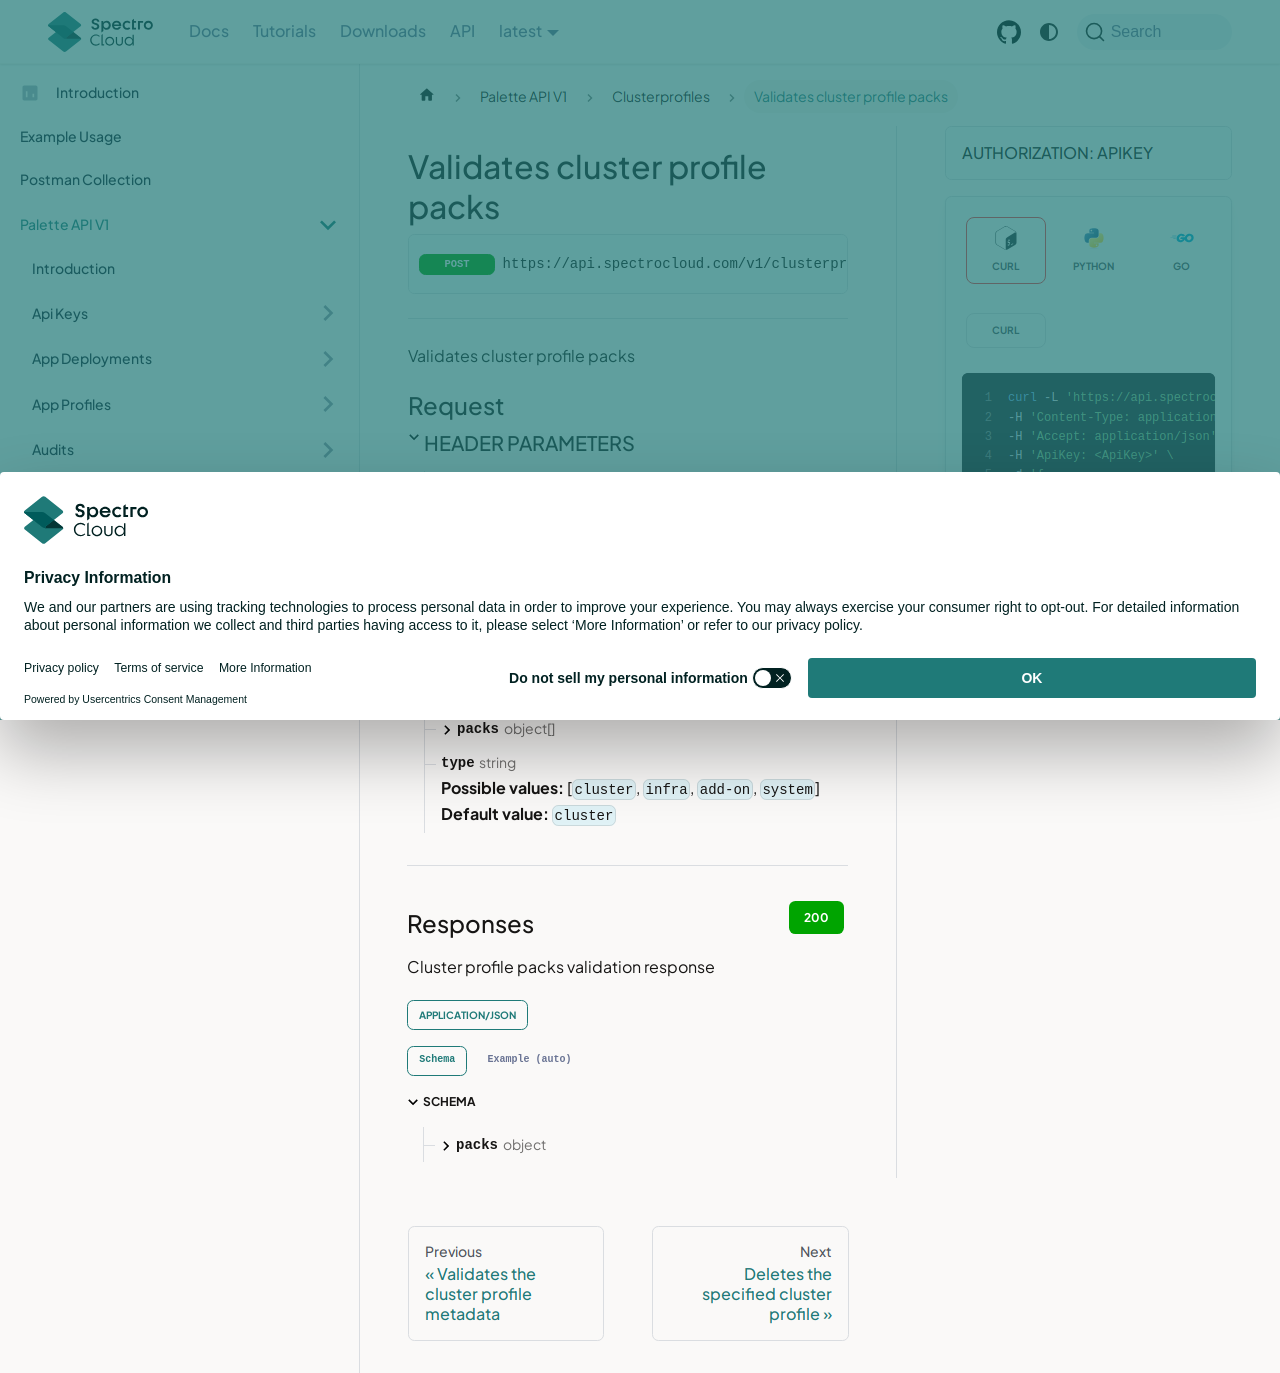 Spectro
Cloud
Docs
Tutorials
Downloads
API
latest
Search
Introduction
Example Usage
Postman Collection
Palette API V1
Introduction
Api Keys
App Deployments
App Profiles
Audits
Palette API V1
Clusterprofiles
Validates cluster profile packs
Validates cluster profile
packs
POST
https://api.spectrocloud.com/v1/clusterpr
Validates cluster profile packs
Request
HEADER PARAMETERS
AUTHORIZATION: APIKEY
CURL
PYTHON
GO
CURL
1 curl -L 'https://api.spectroc
2 -H 'Content-Type: application
3 -H 'Accept: application/json'
4 -H 'ApiKey: <ApiKey>' \
Spectro
Cloud
Privacy Information
We and our partners are using tracking technologies to process personal data in order to improve your experience. You may always exercise your consumer right to opt-out. For detailed information
about personal information we collect and third parties having access to it, please select ‘More Information’ or refer to our privacy policy.
Privacy policy
Terms of service
More Information
Powered by Usercentrics Consent Management
Do not sell my personal information
OK
packs object[]
type string
Possible values: [cluster, infra, add-on, system]
Default value: cluster
Responses
200
Cluster profile packs validation response
APPLICATION/JSON
Schema
Example (auto)
SCHEMA
packs object
Previous
« Validates the
cluster profile
metadata
Next
Deletes the
specified cluster
profile »